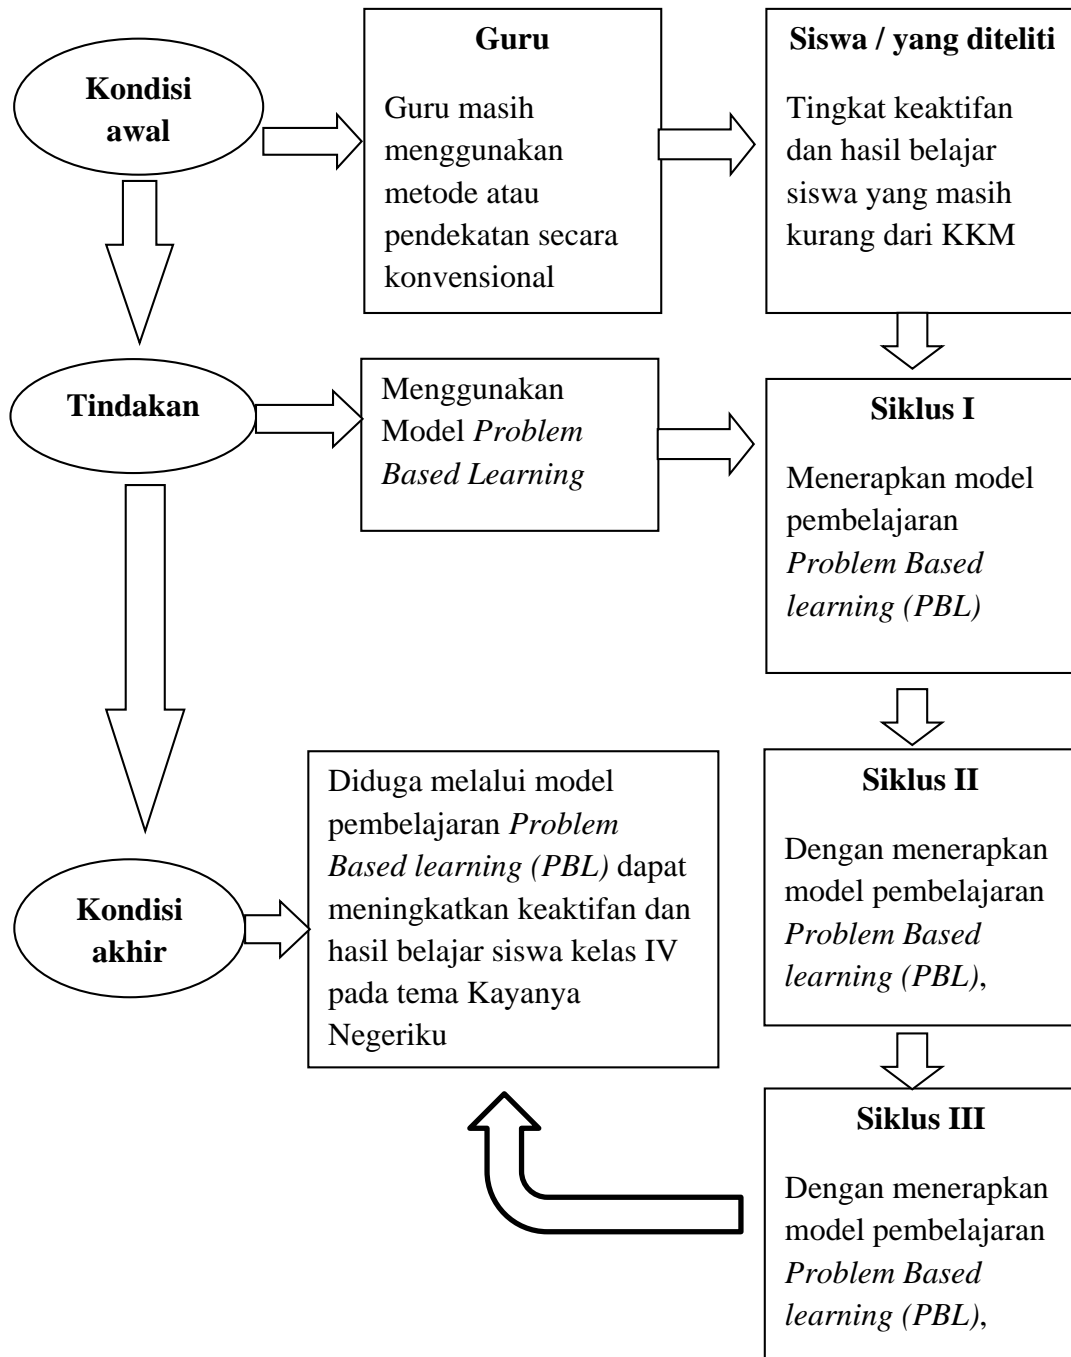 Kondisi
awal
Guru
Guru masih
menggunakan
metode atau
pendekatan secara
konvensional
Siswa / yang diteliti
Tingkat keaktifan
dan hasil belajar
siswa yang masih
kurang dari KKM
Tindakan
Menggunakan
Model Problem
Based Learning
Siklus I
Menerapkan model
pembelajaran
Problem Based
learning (PBL)
Siklus II
Dengan menerapkan
model pembelajaran
Problem Based
learning (PBL),
Siklus III
Dengan menerapkan
model pembelajaran
Problem Based
learning (PBL),
Kondisi
akhir
Diduga melalui model
pembelajaran Problem
Based learning (PBL) dapat
meningkatkan keaktifan dan
hasil belajar siswa kelas IV
pada tema Kayanya
Negeriku